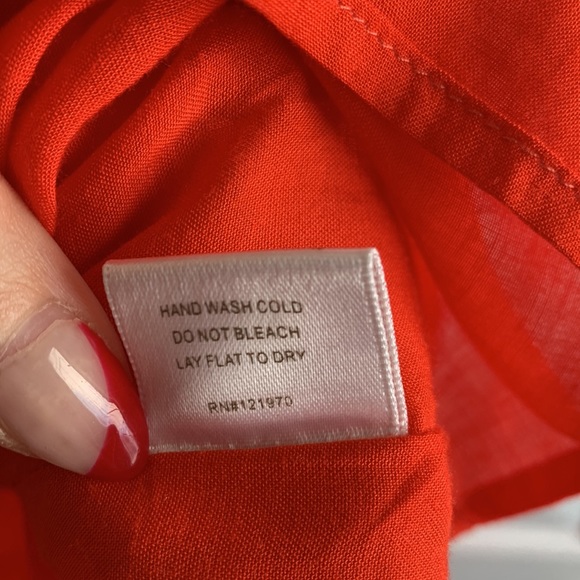 HAND WASH COLD
DO NOT BLEACH
LAY FLAT TO DRY
RN#121970